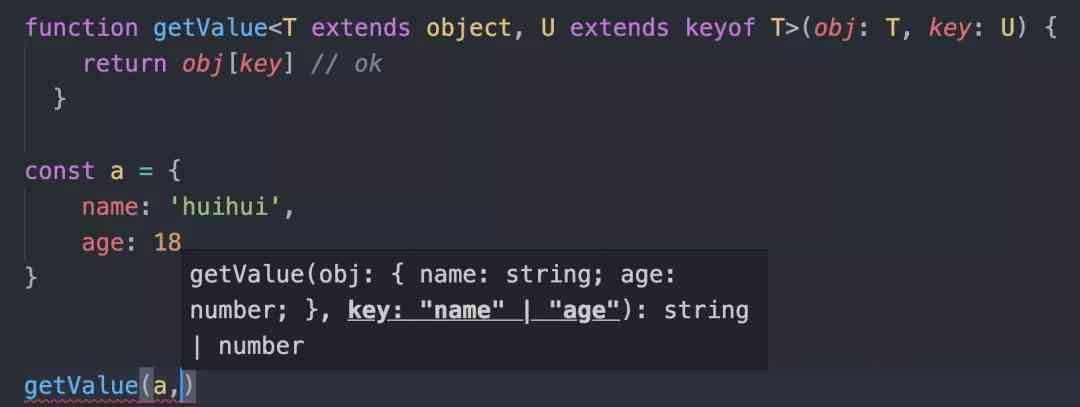 function getValue<T extends object, U extends keyof T>(obj: T, key: U) {
    return obj[key] // ok
  }
const a = {
    name: 'huihui',
    age: 18
}
getValue(obj: { name: string; age:
number; }, key: "name" | "age"): string
| number
getValue(a,)